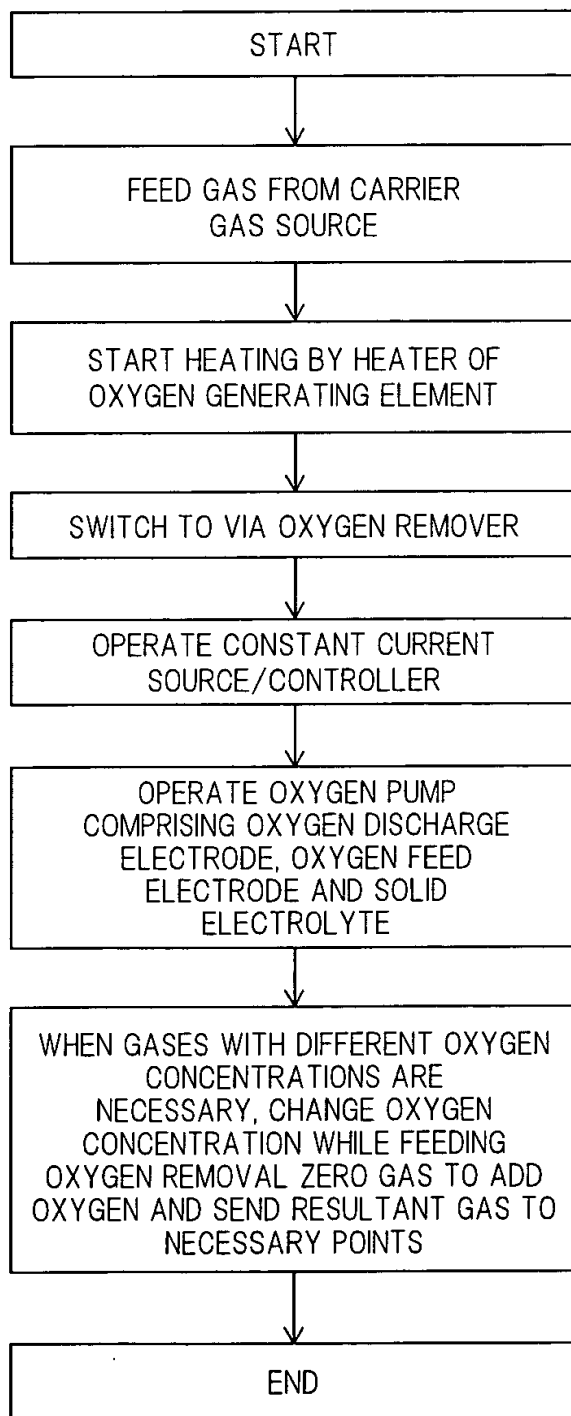 START
FEED GAS FROM CARRIER
GAS SOURCE
START HEATING BY HEATER OF
OXYGEN GENERATING ELEMENT
SWITCH TO VIA OXYGEN REMOVER
OPERATE CONSTANT CURRENT
SOURCE/CONTROLLER
OPERATE OXYGEN PUMP
COMPRISING OXYGEN DISCHARGE
ELECTRODE, OXYGEN FEED
ELECTRODE AND SOLID
ELECTROLYTE
WHEN GASES WITH DIFFERENT OXYGEN
CONCENTRATIONS ARE
NECESSARY, CHANGE OXYGEN
CONCENTRATION WHILE FEEDING
OXYGEN REMOVAL ZERO GAS TO ADD
OXYGEN AND SEND RESULTANT GAS TO
NECESSARY POINTS
END